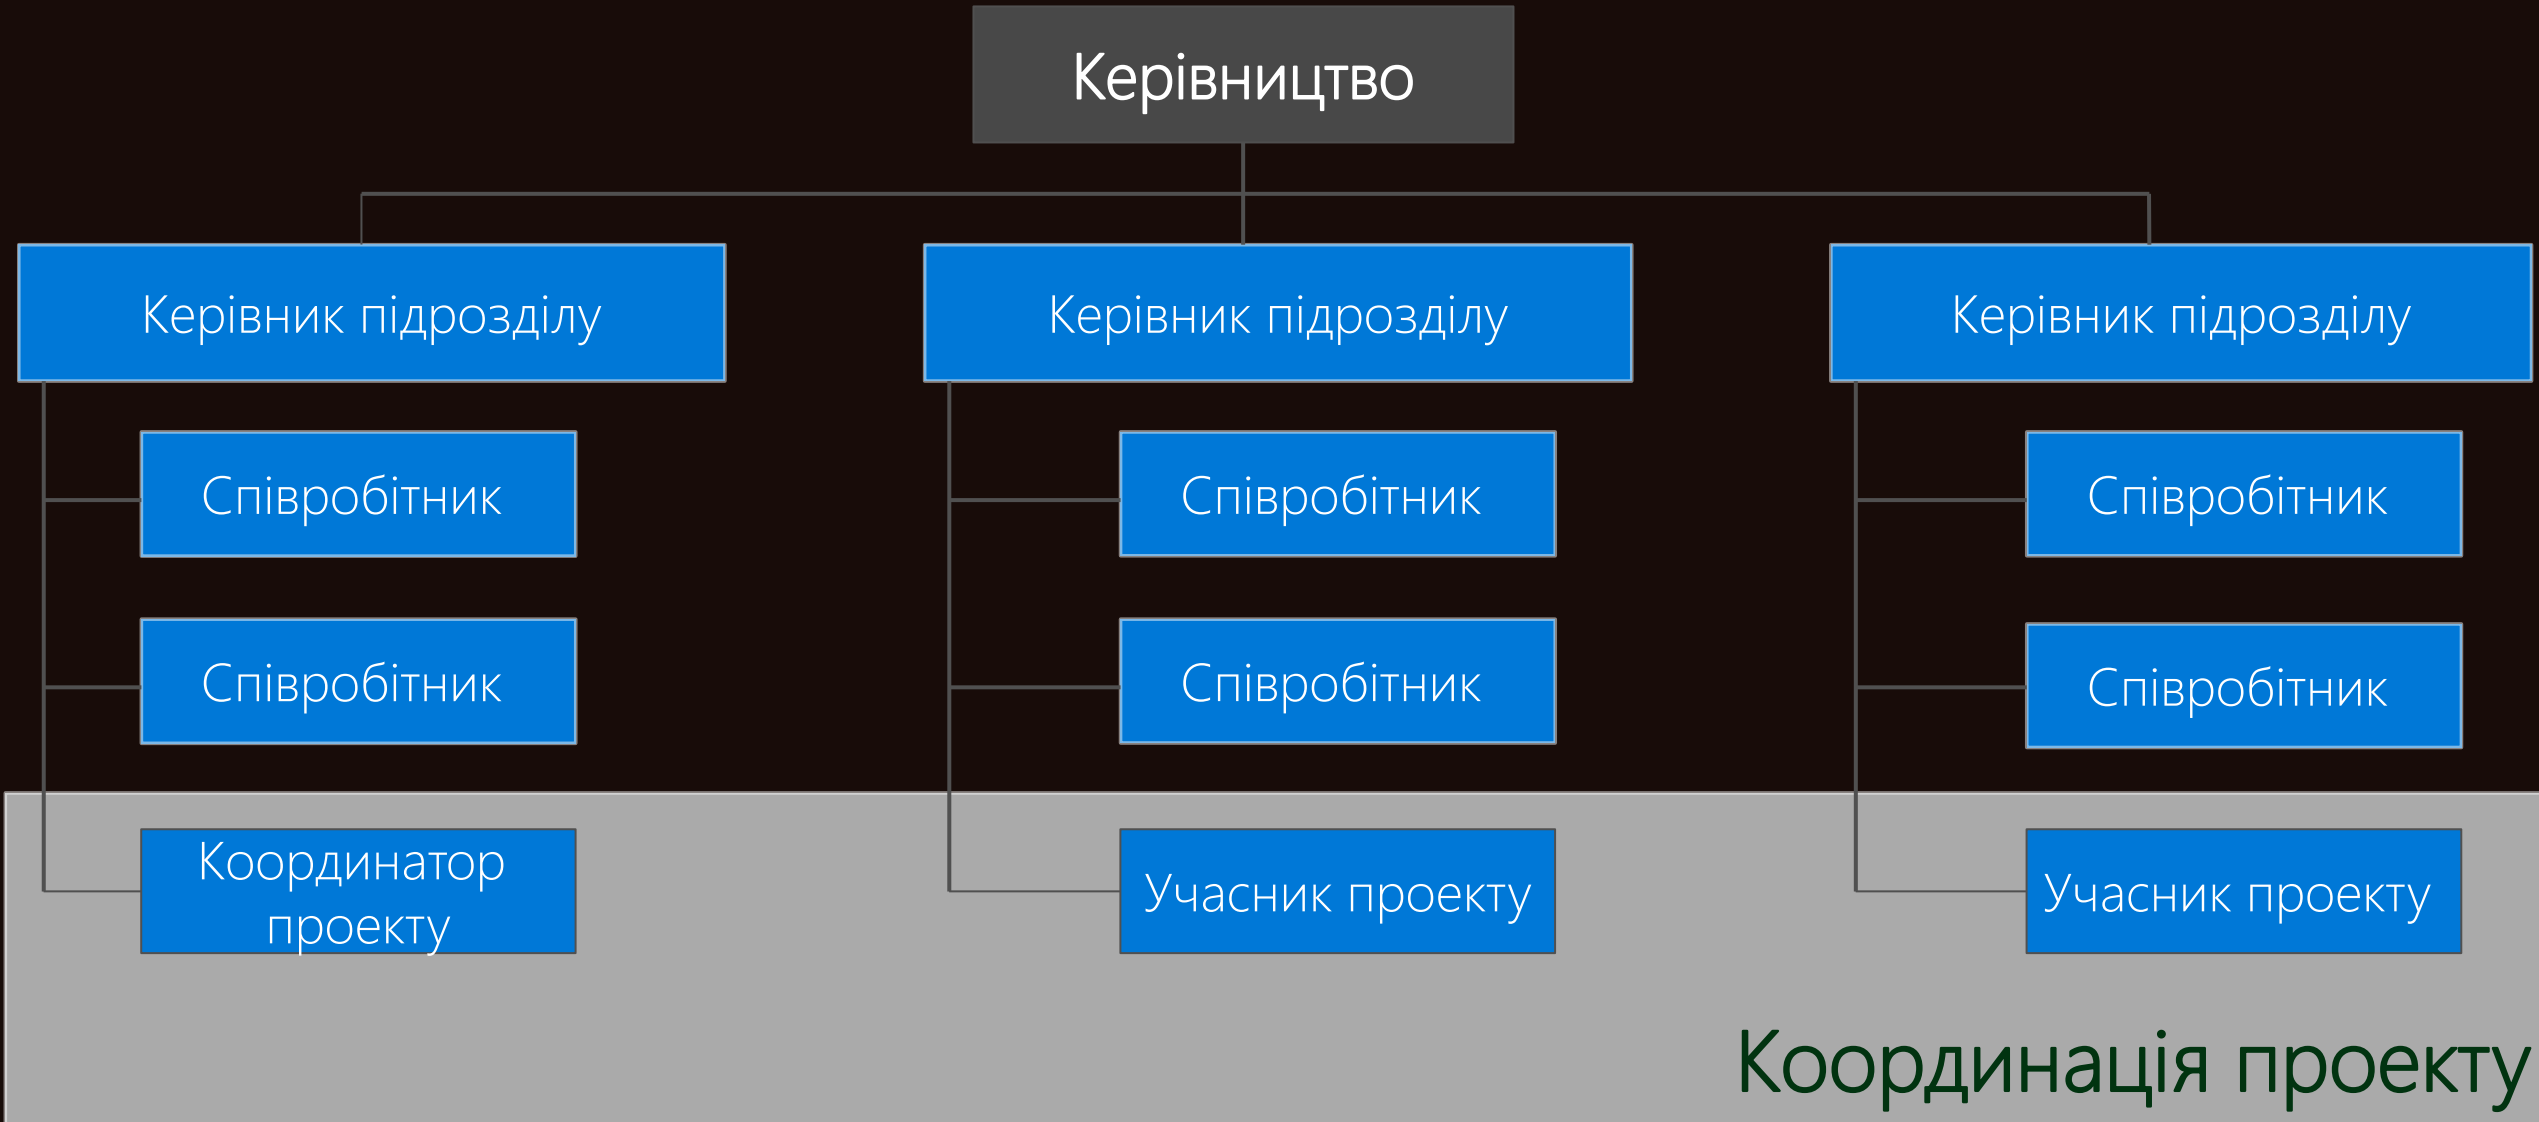 Керівництво
Керівник підрозділу
Керівник підрозділу
Керівник підрозділу
Співробітник
Співробітник
Співробітник
Співробітник
Співробітник
Співробітник
Координатор
проекту
Учасник проекту
Учасник проекту
Координація проекту